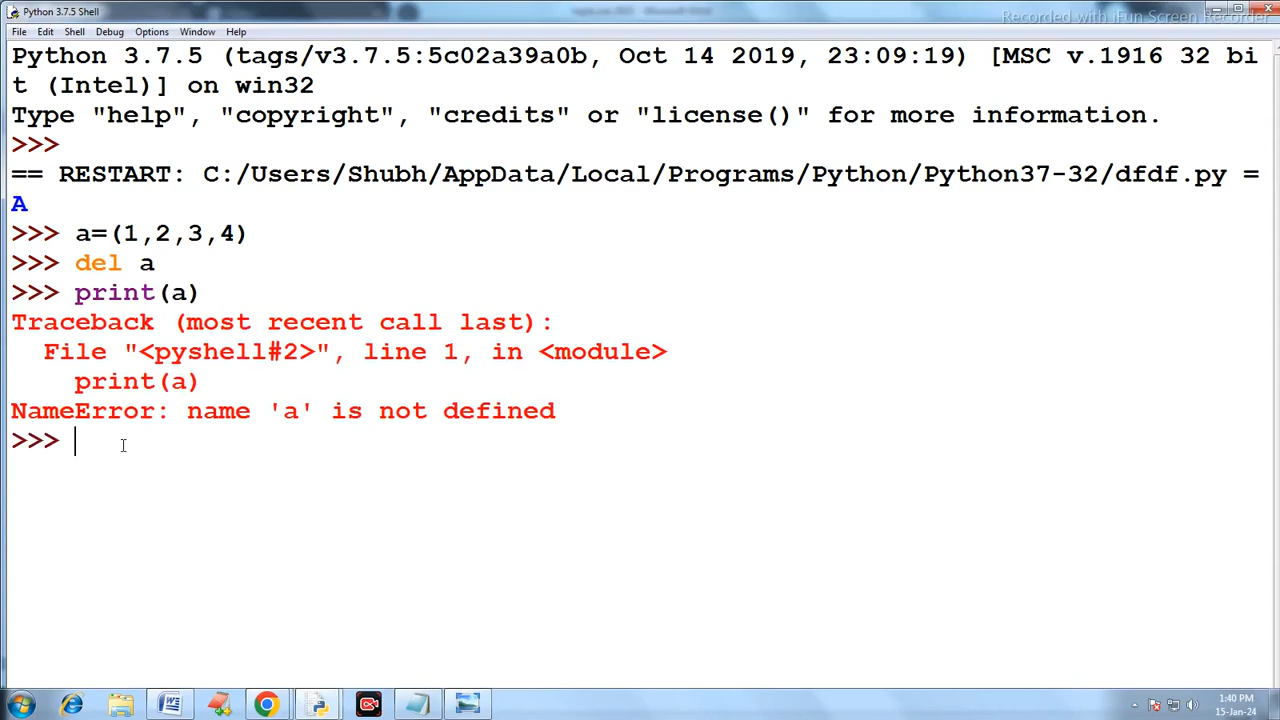 Python 3.7.5 Shell
Recorded with iFun Screen Recorder
File Edit Shell Debug Options Window Help
Python 3.7.5 (tags/v3.7.5:5c02a39a0b, Oct 14 2019, 23:09:19) [MSC v.1916 32 bi
t (Intel)] on win32
Type "help", "copyright", "credits" or "license()" for more information.
>>>
== RESTART: C:/Users/Shubh/AppData/Local/Programs/Python/Python37-32/dfdf.py =
A
>>> a=(1,2,3,4)
>>> del a
>>> print(a)
Traceback (most recent call last):
  File "<pyshell#2>", line 1, in <module>
    print(a)
NameError: name 'a' is not defined
>>>
1:40 PM
15-Jan-24